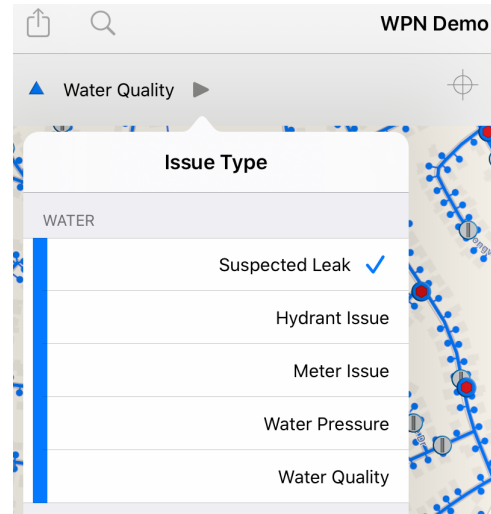 WPN Demo
Water Quality
Issue Type
WATER
Suspected Leak
Hydrant Issue
Meter Issue
Water Pressure
Water Quality